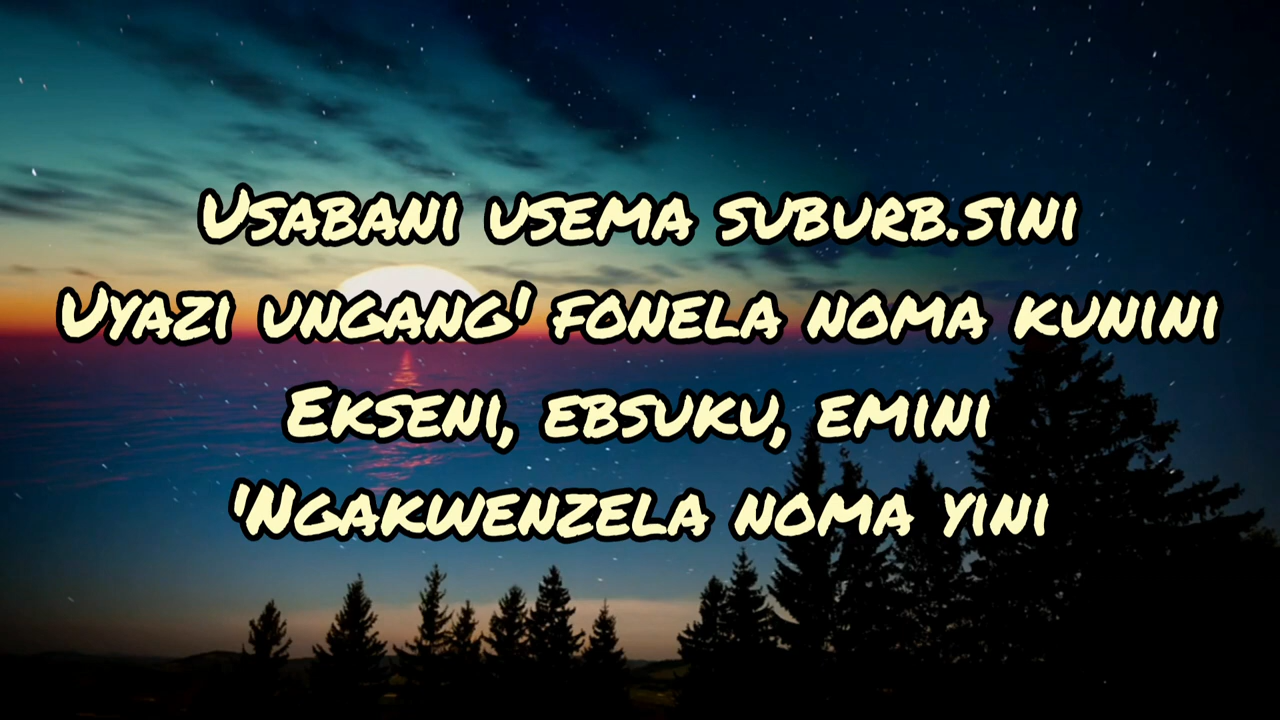 Usabani usema suburb.sini
Uyazi ungang' fonela noma kunini
Ekseni, ebsuku, emini
'Ngakwenzela noma yini